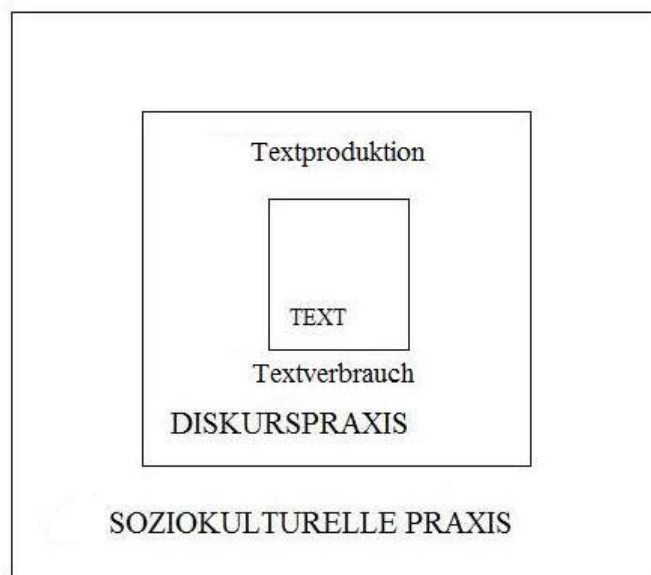 Textproduktion
TEXT
Textverbrauch
DISKURSPRAXIS
SOZIOKULTURELLE PRAXIS